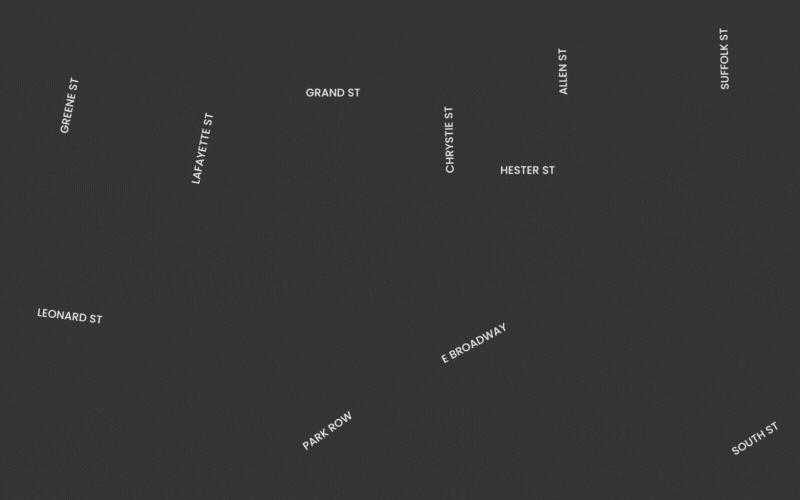 SUFFOLK ST
ALLEN ST
GREENE ST
GRAND ST
CHRYSTIE ST
LAFAYETTE ST
HESTER ST
LEONARD ST
E BROADWAY
PARK ROW
SOUTH ST